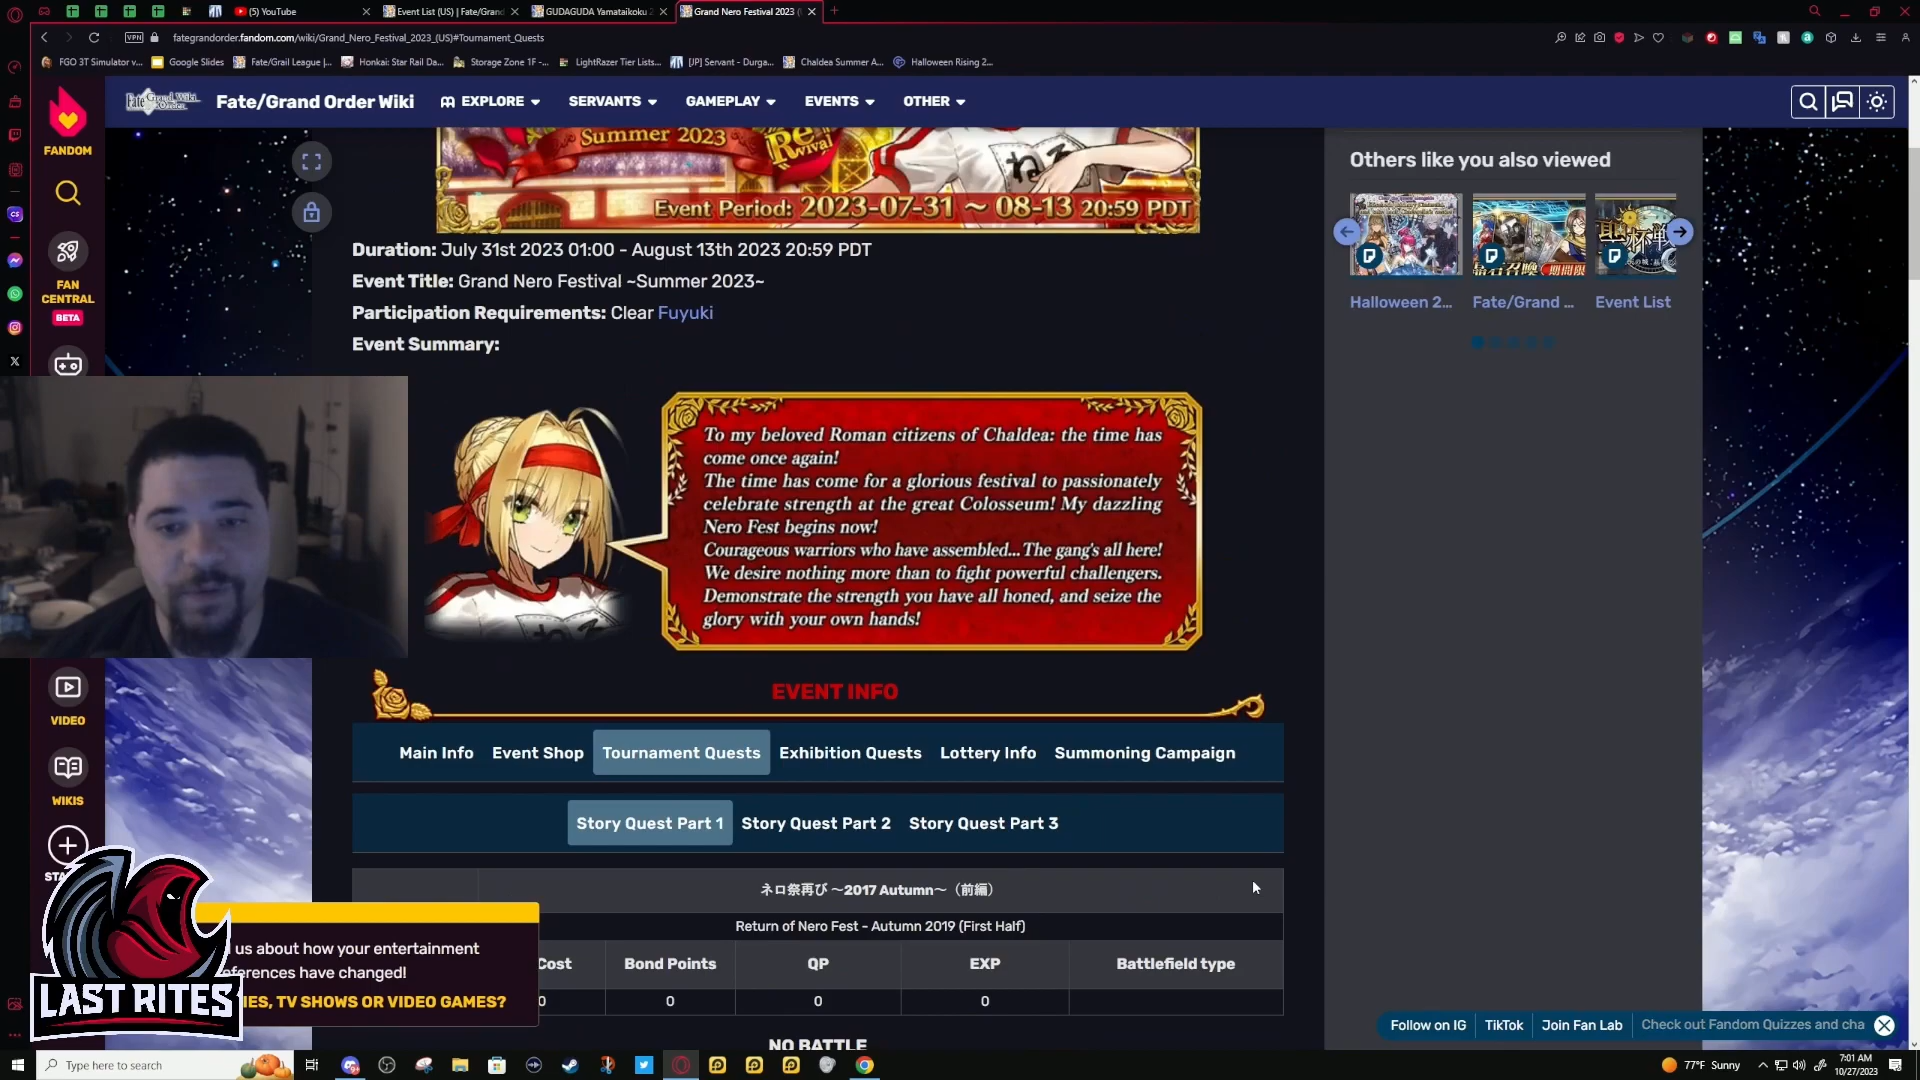 (5) YouTube
Event List (US) | Fate/Grand
GUDAGUDA Yamataikoku 2
Grand Nero Festival 2023 (
VPN
fategrandorder.fandom.com/wiki/Grand_Nero_Festival_2023_(US)#Tournament_Quests
FGO 3T Simulator v...
Google Slides
Fate/Grail League |...
Honkai: Star Rail Da...
Storage Zone 1F -...
LightRazer Tier Lists...
[JP] Servant - Durga...
Chaldea Summer A...
Halloween Rising 2...
Fate/Grand Order Wiki
EXPLORE
SERVANTS
GAMEPLAY
EVENTS
OTHER
FANDOM
FAN
CENTRAL
BETA
VIDEO
WIKIS
Summer 2023
Revival
ねろ
Event Period: 2023-07-31 ~ 08-13 20:59 PDT
Duration: July 31st 2023 01:00 - August 13th 2023 20:59 PDT
Event Title: Grand Nero Festival ~Summer 2023~
Participation Requirements: Clear Fuyuki
Event Summary:
To my beloved Roman citizens of Chaldea: the time has
come once again!
The time has come for a glorious festival to passionately
celebrate strength at the great Colosseum! My dazzling
Nero Fest begins now!
Courageous warriors who have assembled...The gang's all here!
We desire nothing more than to fight powerful challengers.
Demonstrate the strength you have all honed, and seize the
glory with your own hands!
EVENT INFO
Main Info
Event Shop
Tournament Quests
Exhibition Quests
Lottery Info
Summoning Campaign
Story Quest Part 1
Story Quest Part 2
Story Quest Part 3
ネロ祭再び ～2017 Autumn～（前編）
Return of Nero Fest - Autumn 2019 (First Half)
Cost
Bond Points
QP
EXP
Battlefield type
0
0
0
0
NO BATTLE
Others like you also viewed
Halloween 2...
Fate/Grand ...
Event List
us about how your entertainment
eferences have changed!
IES, TV SHOWS OR VIDEO GAMES?
LAST RITES
Follow on IG
TikTok
Join Fan Lab
Check out Fandom Quizzes and cha
Type here to search
77°F Sunny
7:01 AM
10/27/2023